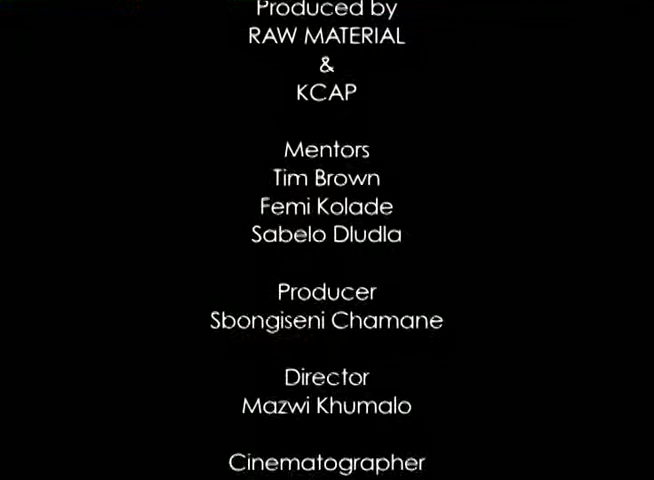 Produced by
RAW MATERIAL
&
KCAP
Mentors
Tim Brown
Femi Kolade
Sabelo Dludla
Producer
Sbongiseni Chamane
Director
Mazwi Khumalo
Cinematographer